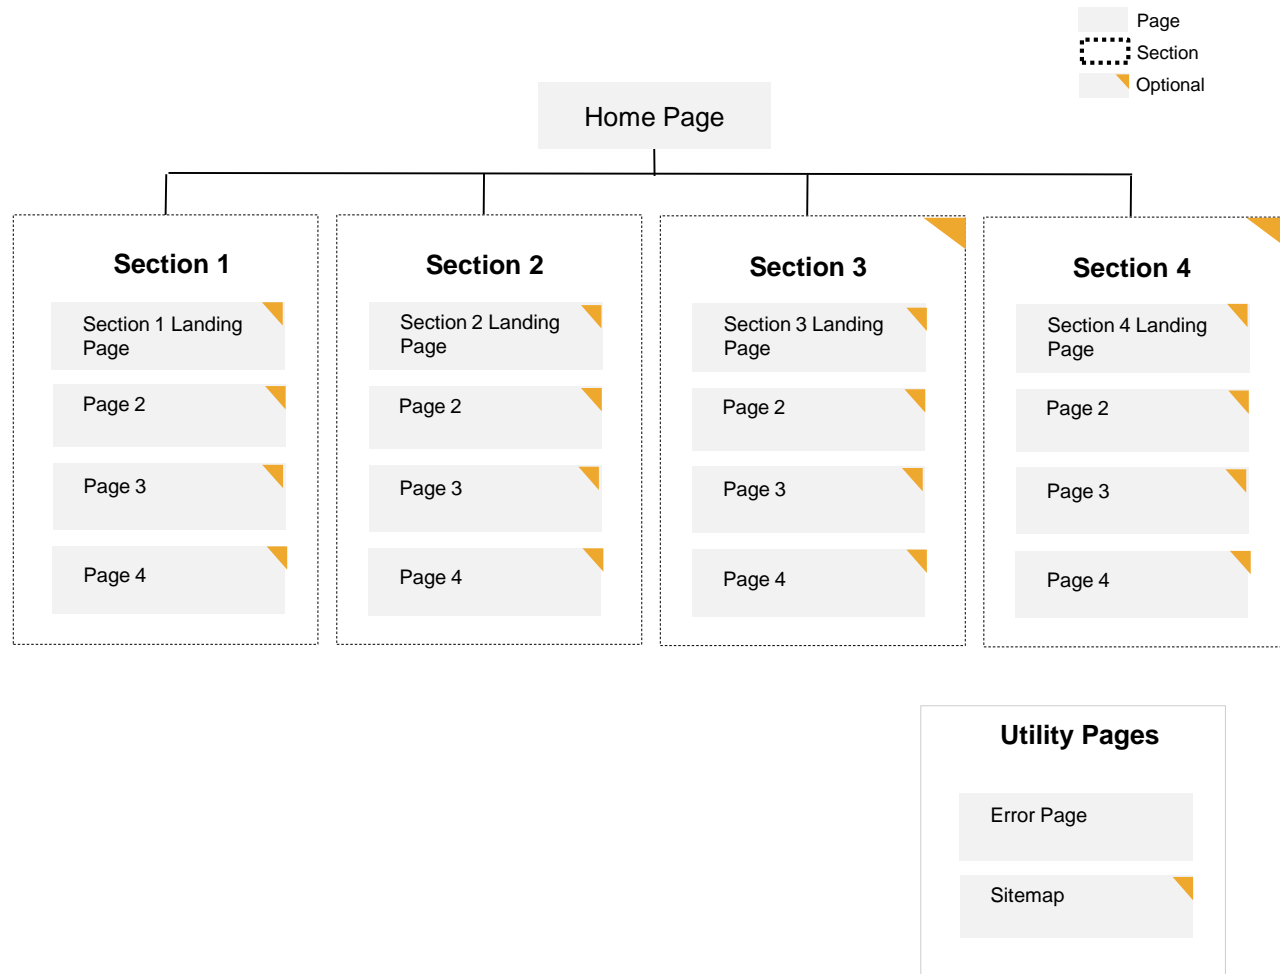 Page
Section
Optional
Home Page
Section 1
Section 1 Landing
Page
Page 2
Page 3
Page 4
Section 2
Section 2 Landing
Page
Page 2
Page 3
Page 4
Section 3
Section 3 Landing
Page
Page 2
Page 3
Page 4
Section 4
Section 4 Landing
Page
Page 2
Page 3
Page 4
Utility Pages
Error Page
Sitemap